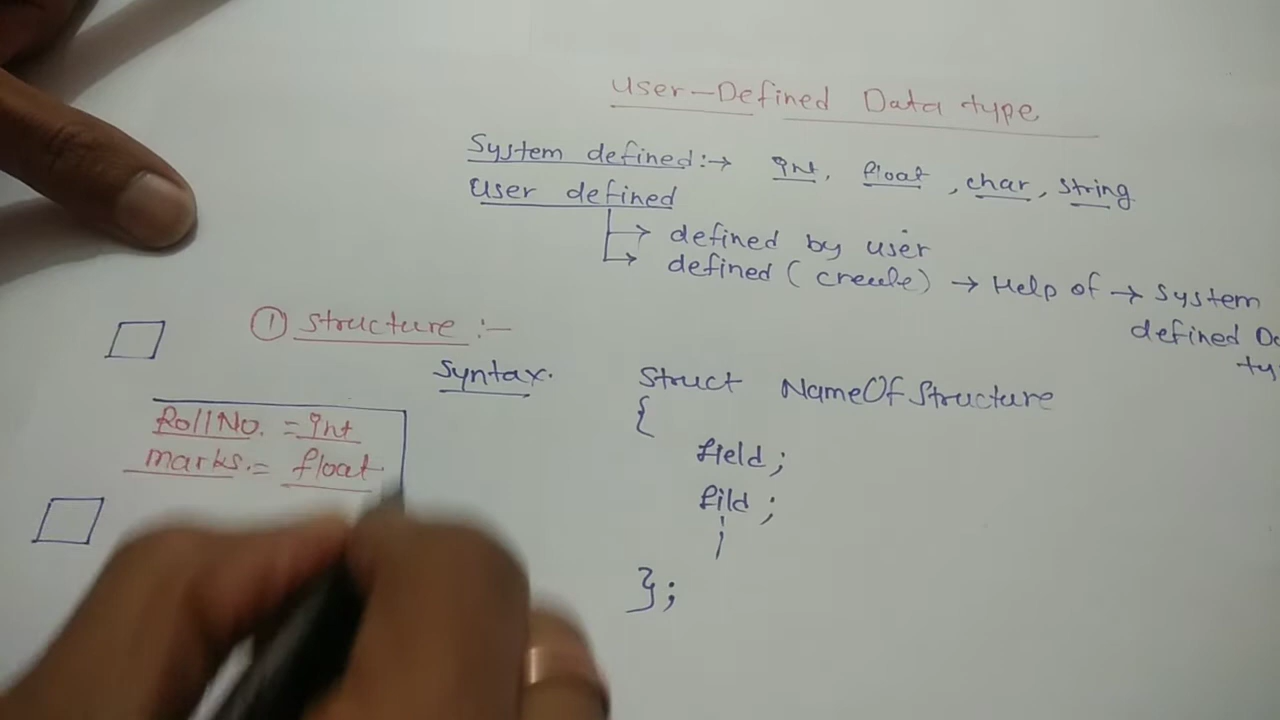 User-Defined Data type
System defined:→ int, float, char, string
User defined
→ defined by user
→ defined (create) → Help of → System
defined
ty
① structure :-
Syntax.
Struct NameOfStructure
{
field;
fild;
};
RollNo. = int
marks. = float